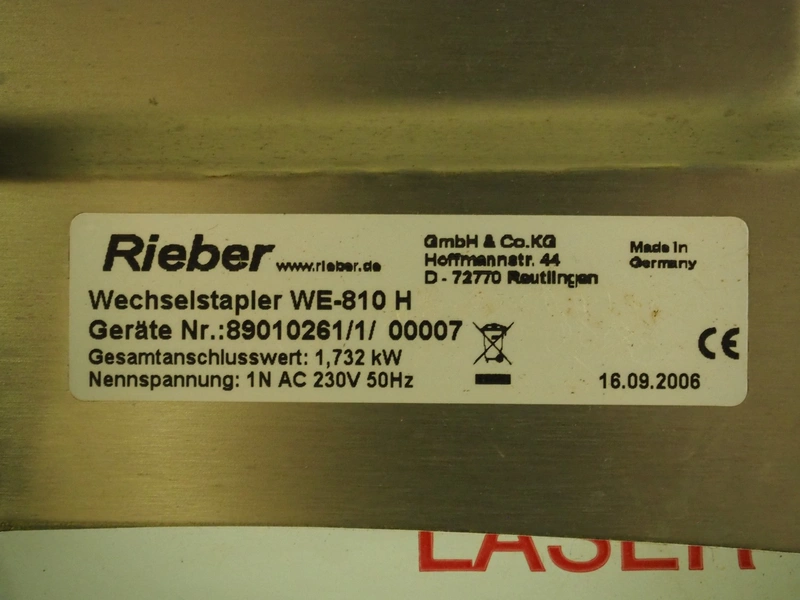 Rieber www.rieber.de
GmbH & Co.KG
Hoffmannstr. 44
D - 72770 Reutlingen
Made in
Germany
Wechselstapler WE-810 H
Geräte Nr.:89010261/1/ 00007
Gesamtanschlusswert: 1,732 kW
Nennspannung: 1N AC 230V 50Hz
CE
16.09.2006
LASER